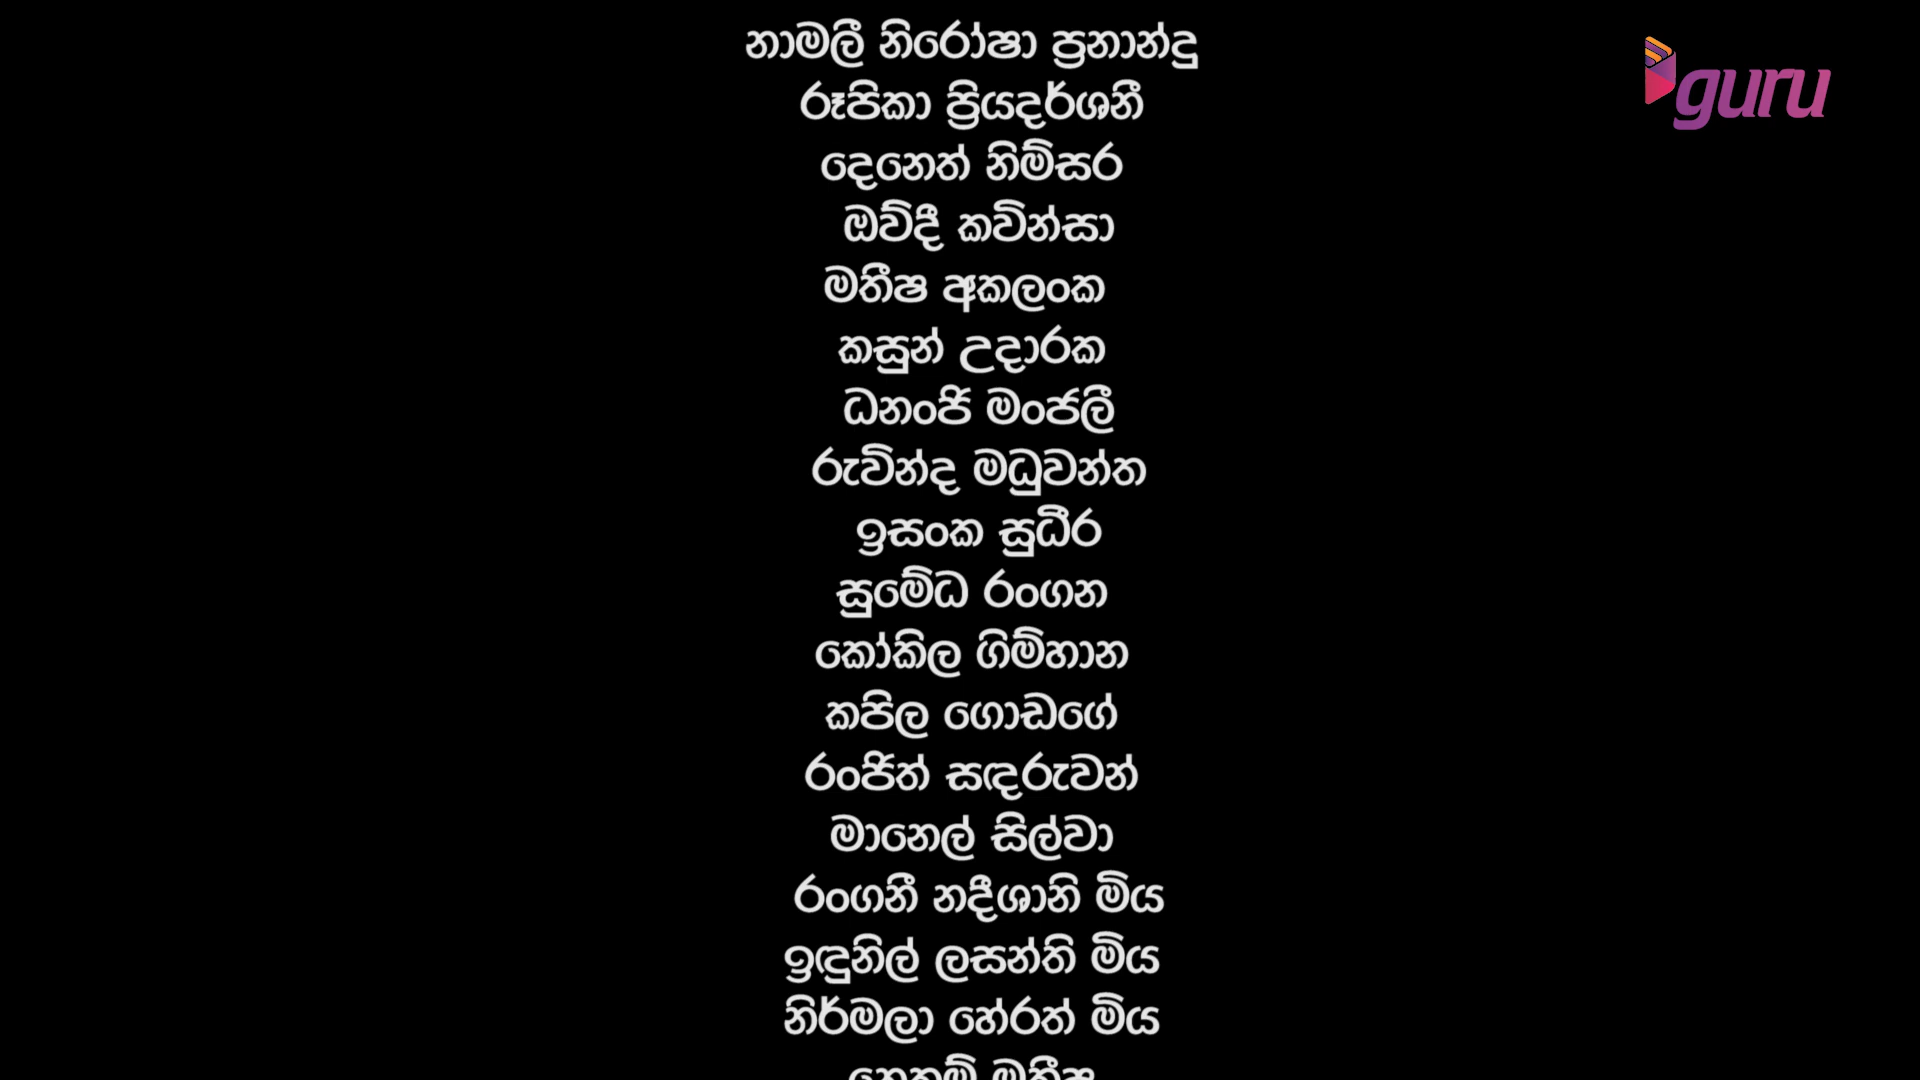 නාමලී නිරෝෂා ප්‍රනාන්දු
guru
රූපිකා ප්‍රියදර්ශනී
දෙනෙත් නිම්සර
ඔව්දී කවින්සා
මතීෂ අකලංක
කසුන් උදාරක
ධනංජි මංජලී
රුවින්ද මධුවන්ත
ඉසංක සුධීර
සුමේධ රංගන
කෝකිල ගිම්හාන
කපිල ගොඩගේ
රංජිත් සඳරුවන්
මානෙල් සිල්වා
රංගනී නදීශානි මිය
ඉඳුනිල් ලසන්ති මිය
නිර්මලා හේරත් මිය